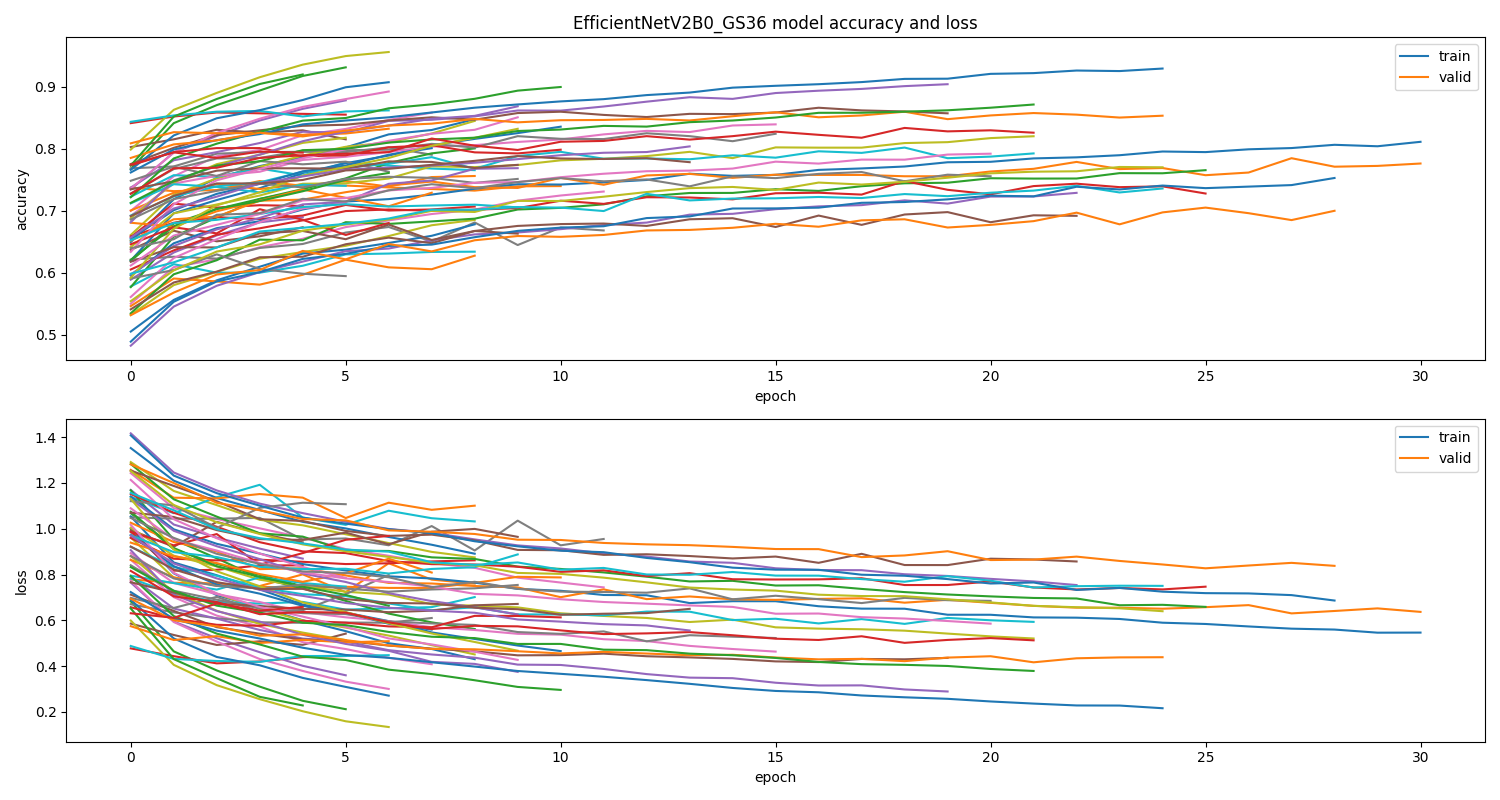 EfficientNetV2B0_GS36 model accuracy and loss
train
valid
accuracy
0.9
0.8
0.7
0.6
0.5
0 5 10 15 20 25 30
epoch
train
valid
loss
1.4
1.2
1.0
0.8
0.6
0.4
0.2
0 5 10 15 20 25 30
epoch